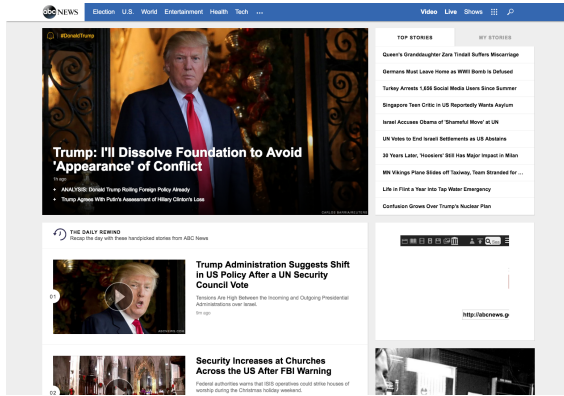 abc NEWS
Election U.S. World Entertainment Health Tech ...
Video Live Shows
#DonaldTrump
Trump: I'll Dissolve Foundation to Avoid
'Appearance' of Conflict
1h ago
ANALYSIS: Donald Trump Roiling Foreign Policy Already
Trump Agrees With Putin's Assessment of Hillary Clinton's Loss
TOP STORIES
MY STORIES
Queen's Granddaughter Zara Tindall Suffers Miscarriage
Germans Must Leave Home as WWII Bomb is Defused
Turkey Arrests 1,656 Social Media Users Since Summer
Singapore Teen Critic in US Reportedly Wants Asylum
Israel Accuses Obama of 'Shameful Move' at UN
UN Votes to End Israeli Settlements as US Abstains
30 Years Later, 'Hoosiers' Still Has Major Impact in Milan
MN Vikings Plane Slides off Taxiway, Team Stranded for ...
Life in Flint a Year into Tap Water Emergency
Confusion Grows Over Trump's Nuclear Plan
THE DAILY REWIND
Recap the day with these handpicked stories from ABC News
01
Trump Administration Suggests Shift
in US Policy After a UN Security
Council Vote
Tensions Are High Between the Incoming and Outgoing Presidential
Administrations over Israel.
http://abcnews.g
02
Security Increases at Churches
Across the US After FBI Warning
Federal authorities warns that ISIS operatives could strike houses of
worship during the Christmas holiday weekend.